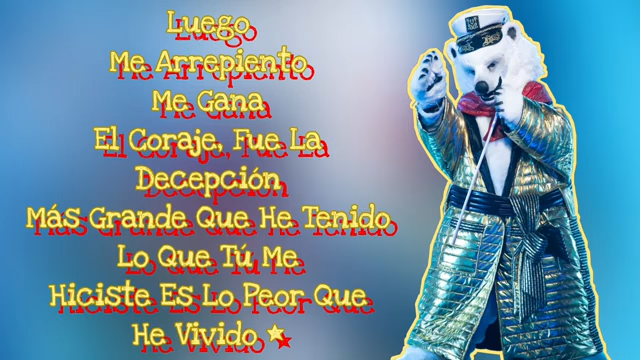 Luego
Me Arrepiento
Me Gana
El Coraje, Fue La
Decepción
Más Grande Que He Tenido
Lo Que Tú Me
Hiciste Es Lo Peor Que
He Vivido